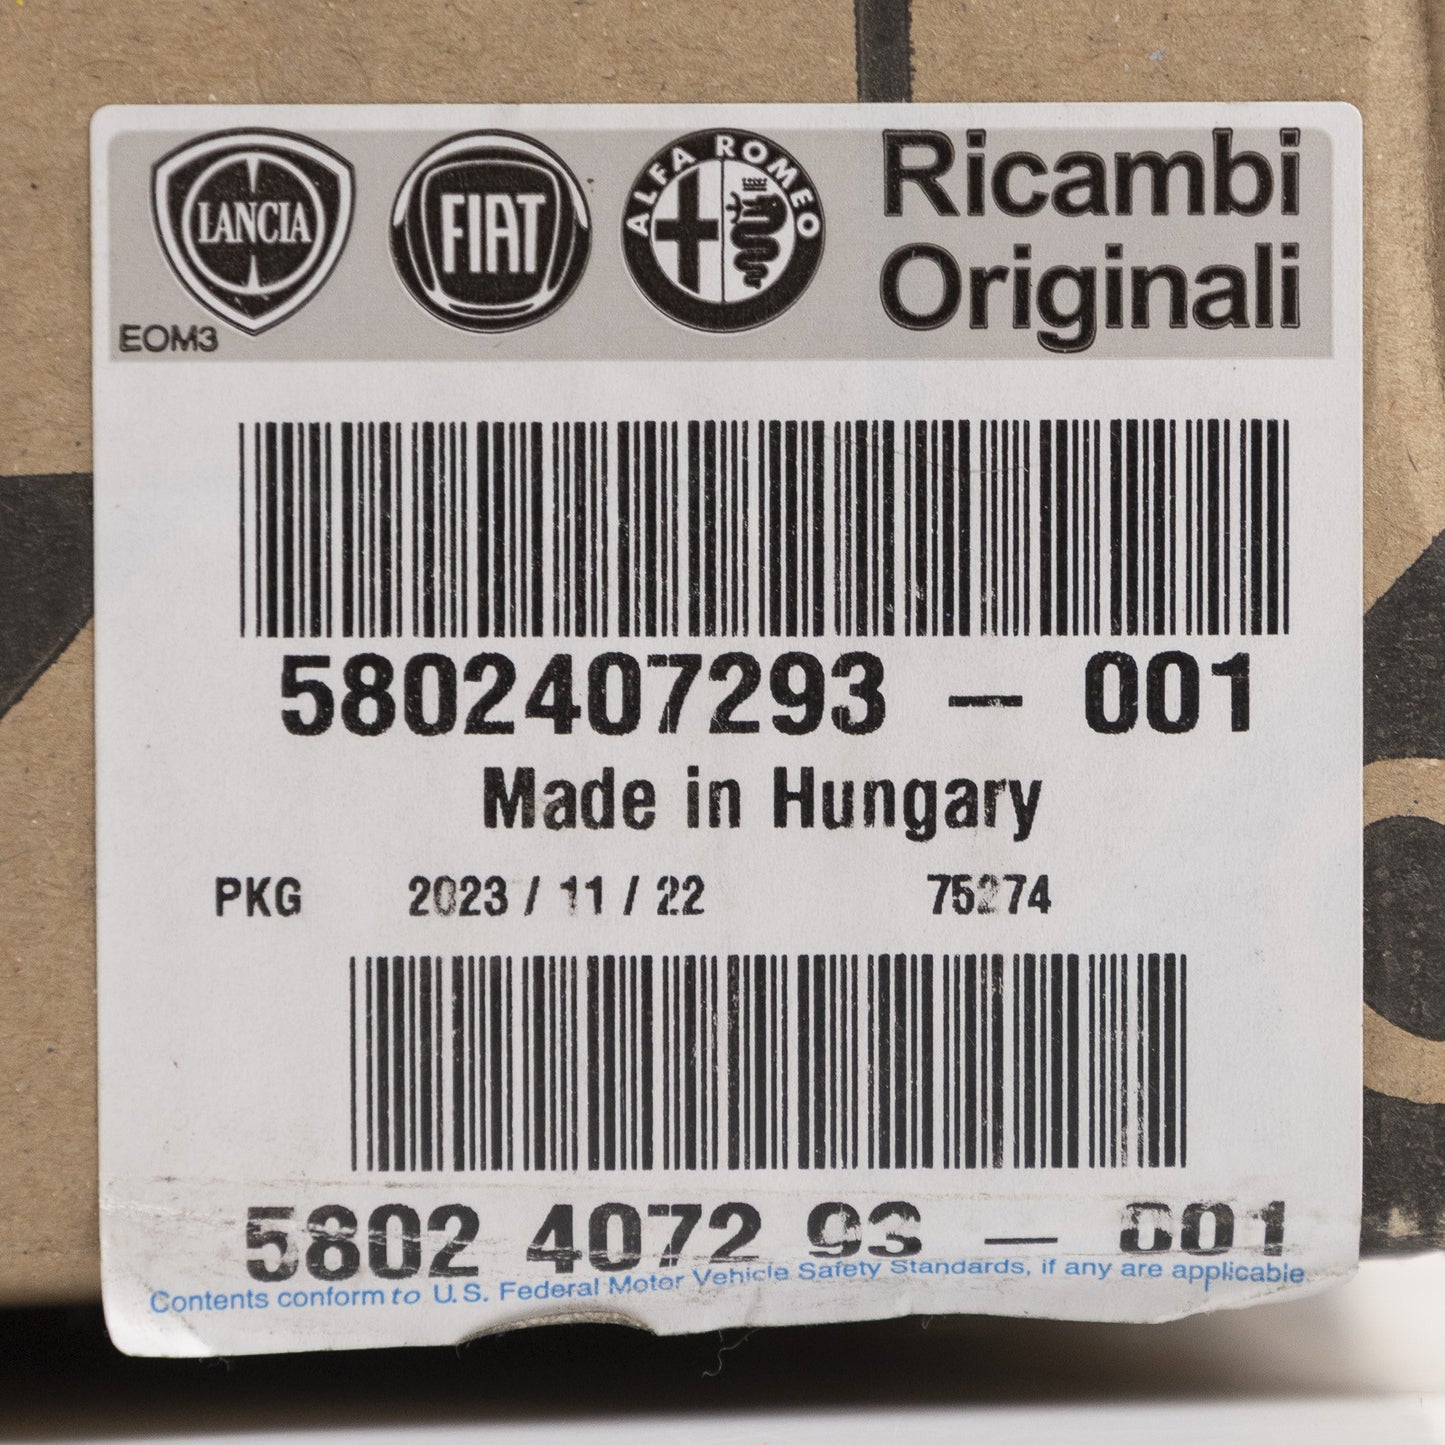 LANCIA
FIAT
ALFA ROMEO
Ricambi
Originali
EOM3
5802407293 – 001
Made in Hungary
PKG 2023 / 11 / 22 75274
5802 4072 93 – 001
Contents conform to U.S. Federal Motor Vehicle Safety Standards, if any are applicable